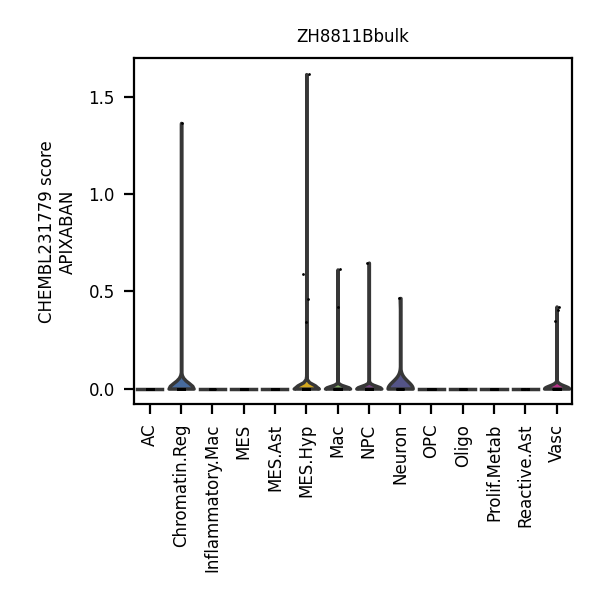 ZH8811Bbulk
CHEMBL231779 score
APIXABAN
1.5
1.0
0.5
0.0
AC
Chromatin.Reg
Inflammatory.Mac
MES
MES.Ast
MES.Hyp
Mac
NPC
Neuron
OPC
Oligo
Prolif.Metab
Reactive.Ast
Vasc